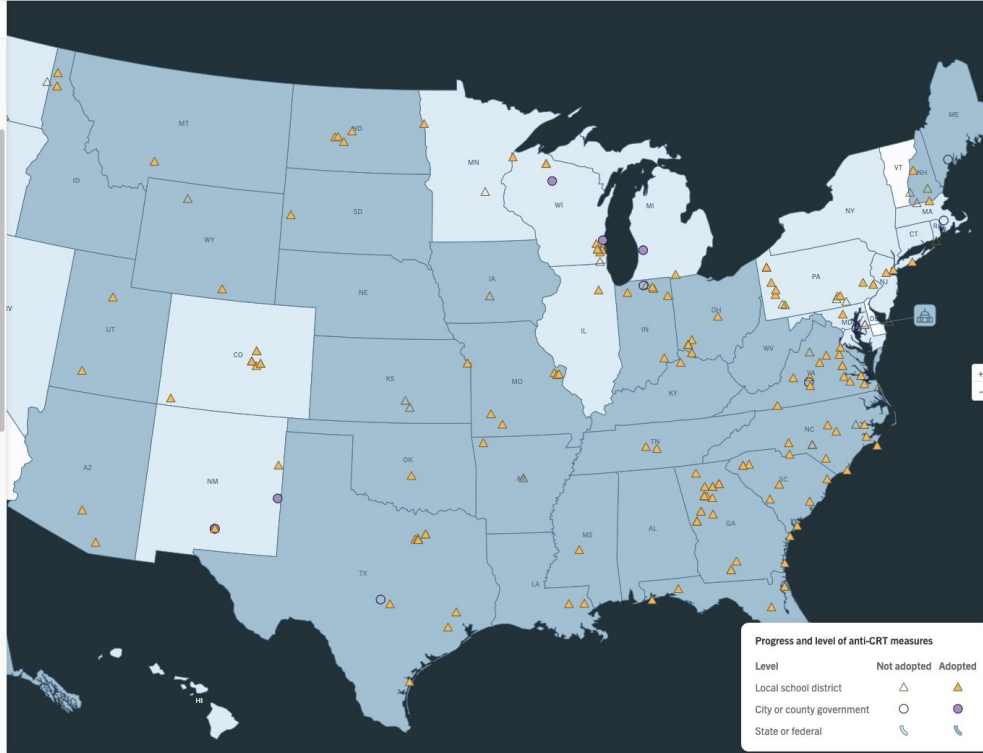 ME
MT
ND
VT
NH
MN
ID
WI
MI
NY
MA
SD
CT
WY
PA
NJ
IA
NE
OH
MD
DE
UT
IL
IN
CO
WV
VA
KS
MO
KY
NC
TN
OK
AZ
NM
SC
MS
AL
GA
TX
LA
HI
Progress and level of anti-CRT measures
Level Not adopted Adopted
Local school district
City or county government
State or federal
+
-